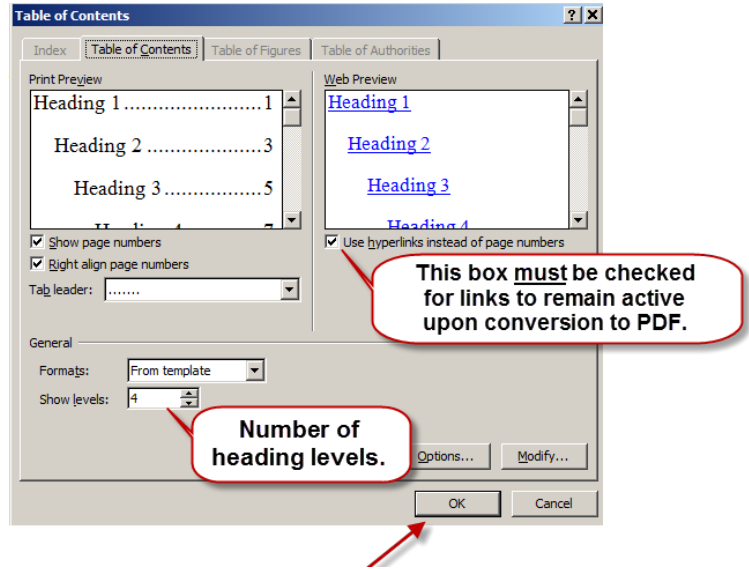 Table of Contents
Index
Table of Contents
Table of Figures
Table of Authorities
Print Preview
Heading 1.......................1
Heading 2...................3
Heading 3................5
Web Preview
Heading 1
Heading 2
Heading 3
Heading 4
Show page numbers
Right align page numbers
Tab leader: .......
Use hyperlinks instead of page numbers
This box must be checked
for links to remain active
upon conversion to PDF.
General
Formats: From template
Show levels: 4
Number of
heading levels.
Options...
Modify...
OK
Cancel